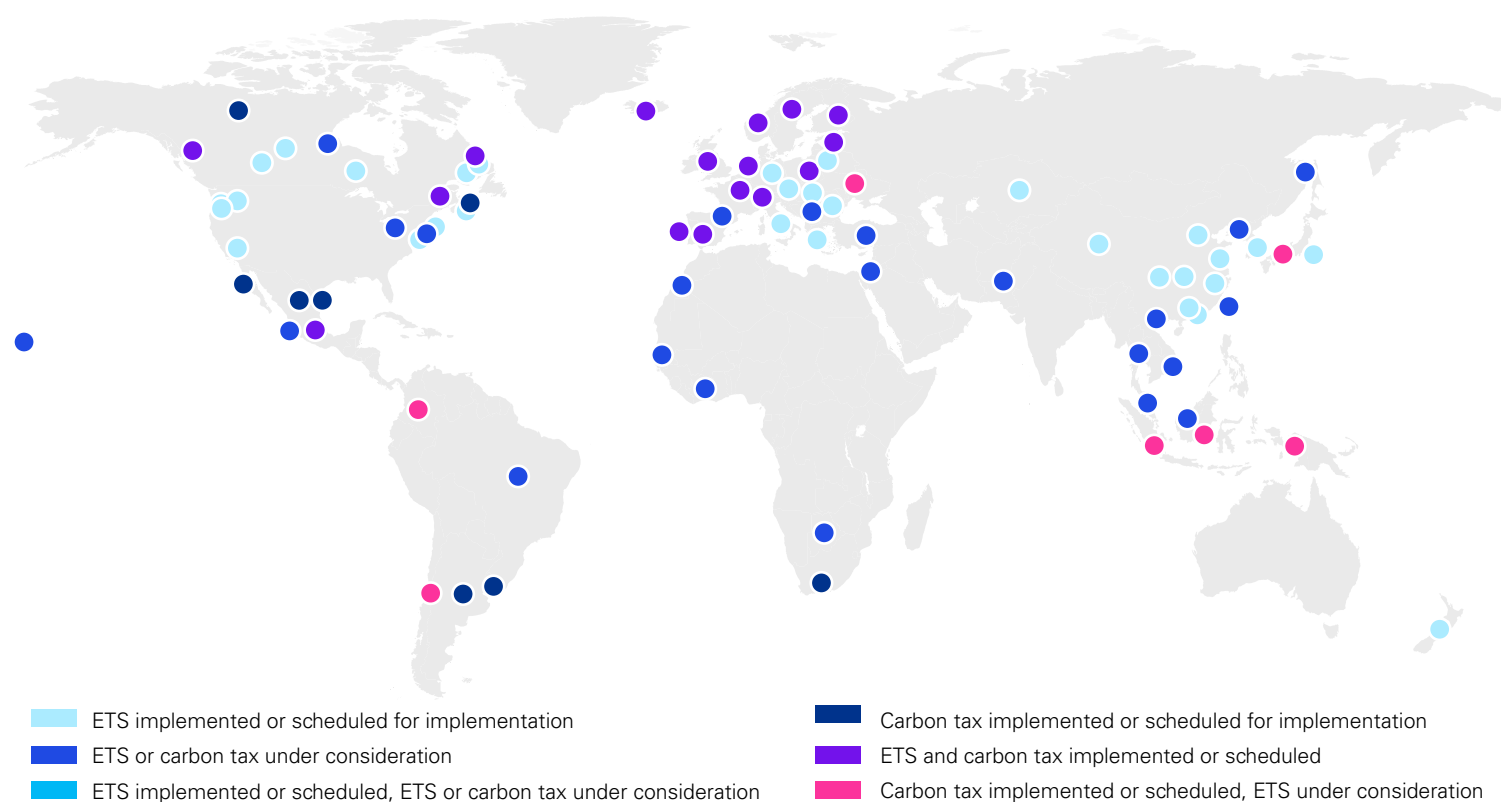 ETS implemented or scheduled for implementation
ETS or carbon tax under consideration
ETS implemented or scheduled, ETS or carbon tax under consideration
Carbon tax implemented or scheduled for implementation
ETS and carbon tax implemented or scheduled
Carbon tax implemented or scheduled, ETS under consideration